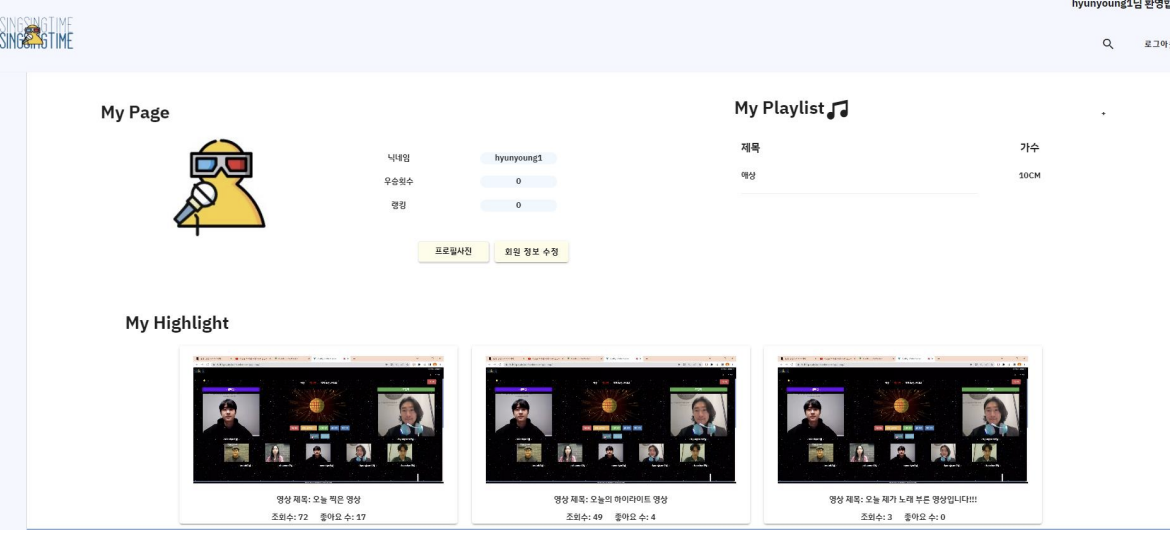 hyunyoung1님 환영합
SINGSINGTIME
SINGSINGTIME
로그아
My Page
닉네임 hyunyoung1
우승횟수 0
랭킹 0
프로필사진 회원 정보 수정
My Playlist
+
제목 가수
애상 10CM
My Highlight
영상 제목: 오늘 찍은 영상
조회수: 72 좋아요 수: 17
영상 제목: 오늘의 하이라이트 영상
조회수: 49 좋아요 수: 4
영상 제목: 오늘 제가 노래 부른 영상입니다!!!
조회수: 3 좋아요 수: 0